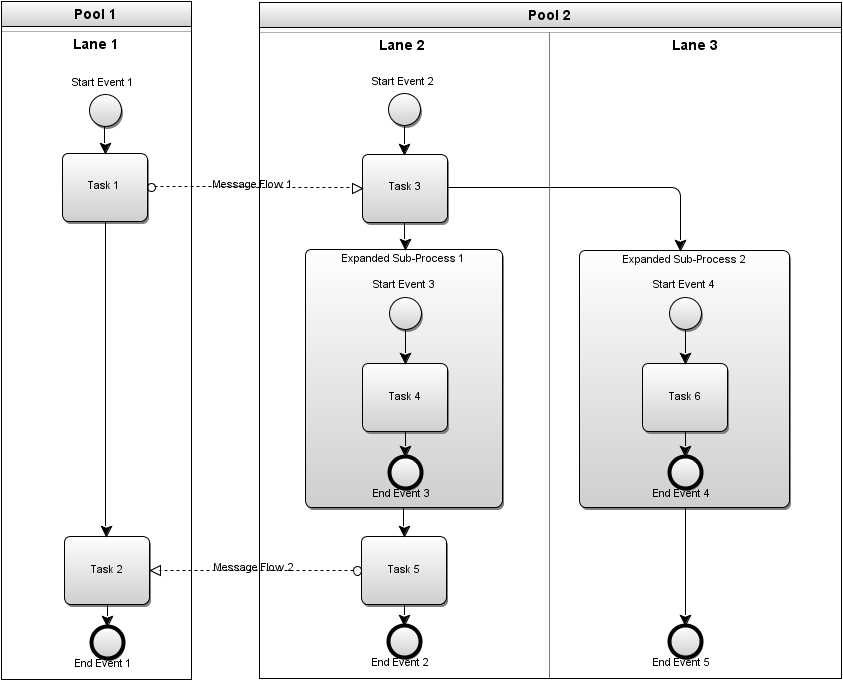 Pool 1
Pool 2
Lane 1
Lane 2
Lane 3
Start Event 1
Start Event 2
Task 1
Message Flow 1
Task 3
Expanded Sub-Process 1
Expanded Sub-Process 2
Start Event 3
Start Event 4
Task 4
Task 6
End Event 3
End Event 4
Task 2
Message Flow 2
Task 5
End Event 1
End Event 2
End Event 5